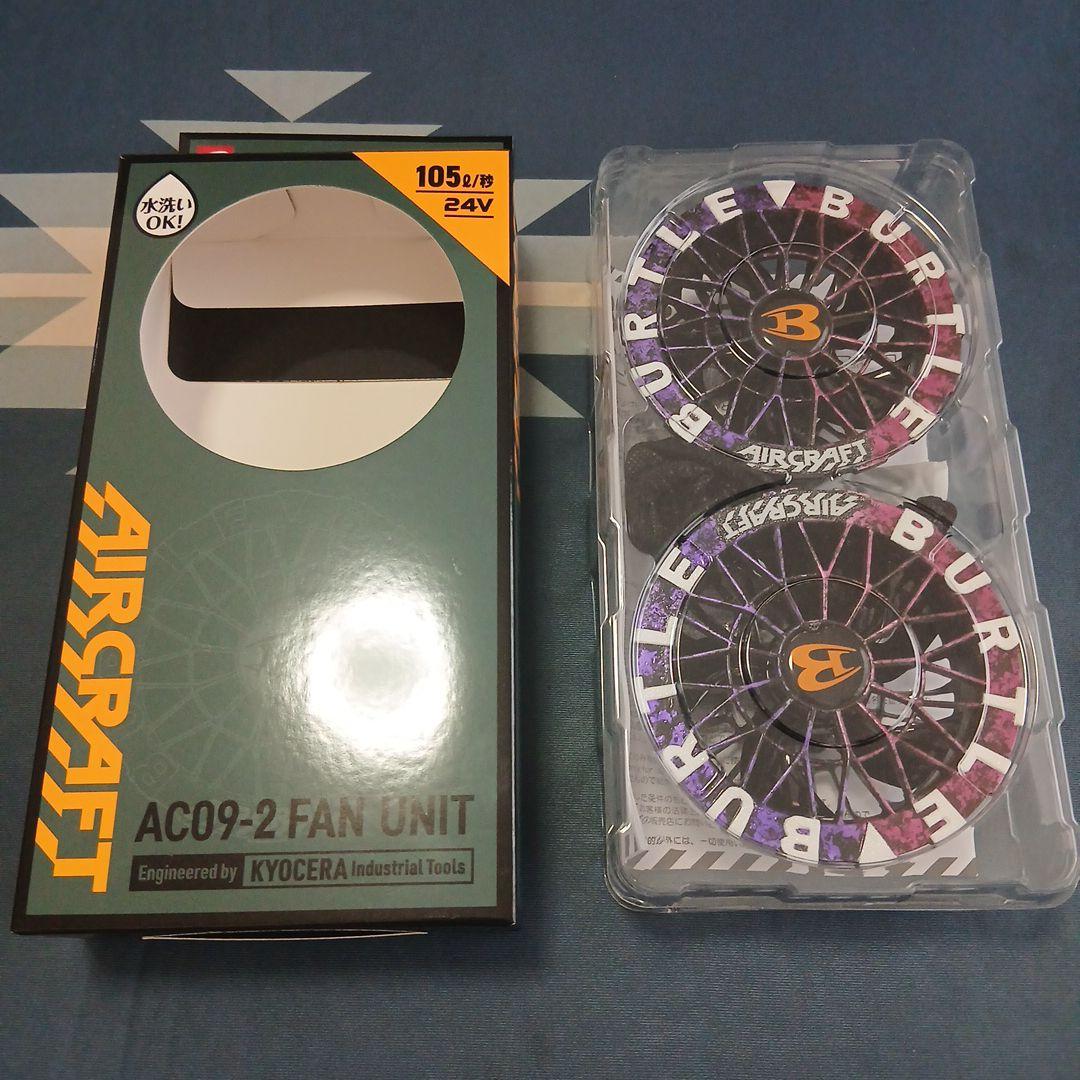 水洗い
OK!
105ℓ/秒
24V
AIRCRAFT
AC09-2 FAN UNIT
Engineered by KYOCERA Industrial Tools
BURTLE
BURTLE
B
AIRCRAFT
AIRCRAFT
BURTLE
BURTLE
B